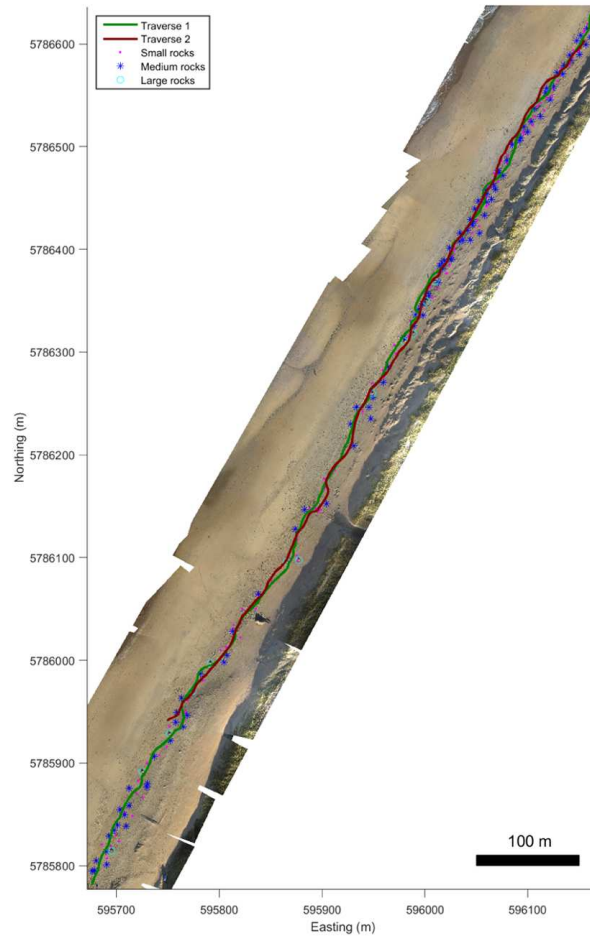 Traverse 1
Traverse 2
Small rocks
Medium rocks
Large rocks
5786600
5786500
5786400
5786300
5786200
5786100
5786000
5785900
5785800
Northing (m)
100 m
595700 595800 595900 596000 596100
Easting (m)